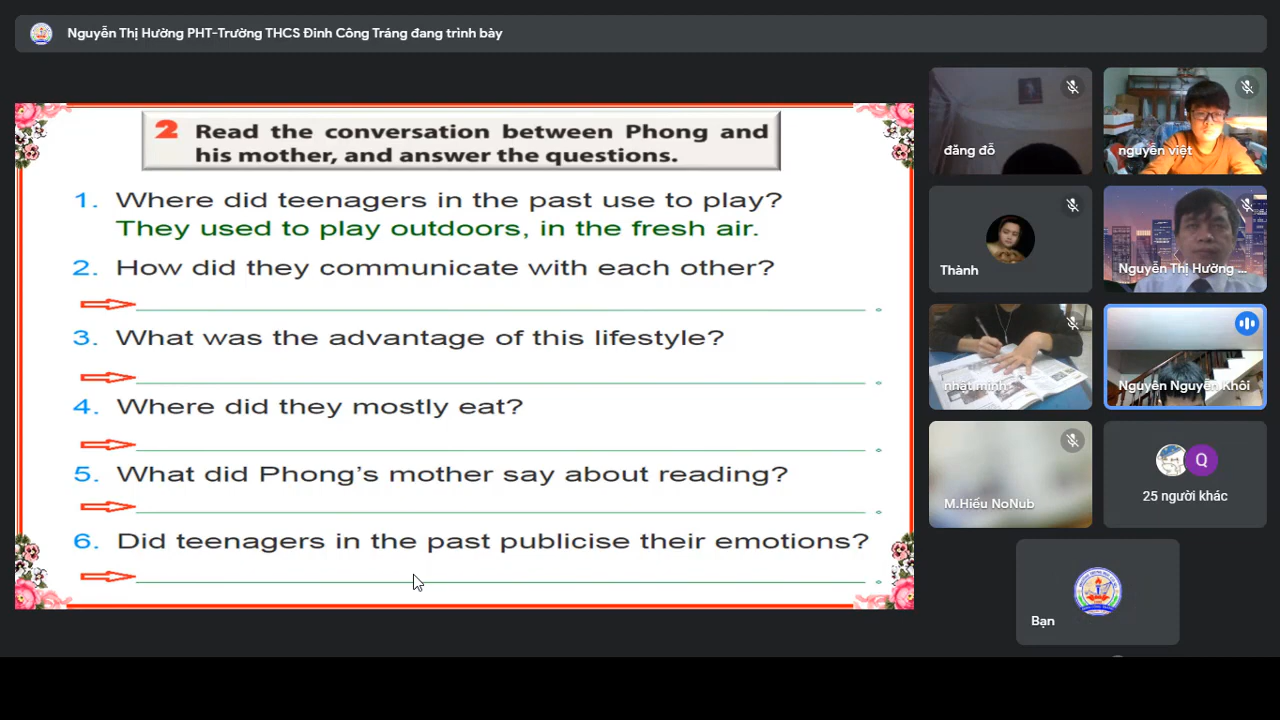 Nguyễn Thị Hường PHT-Trường THCS Đinh Công Tráng đang trình bày
2 Read the conversation between Phong and
his mother, and answer the questions.
1. Where did teenagers in the past use to play?
They used to play outdoors, in the fresh air.
2. How did they communicate with each other?
3. What was the advantage of this lifestyle?
4. Where did they mostly eat?
5. What did Phong's mother say about reading?
6. Did teenagers in the past publicise their emotions?
đăng đỗ
nguyễn việt
Thành
Nguyễn Thị Hường ...
nhật minh
Nguyên Nguyễn Khôi
M.Hiếu NoNub
Q
25 người khác
Bạn